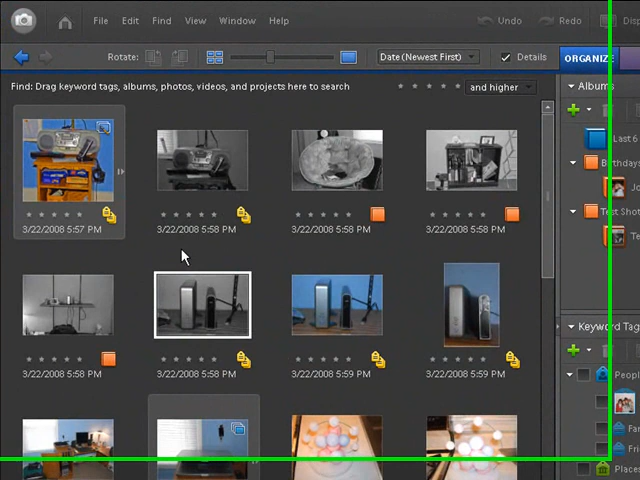 File Edit Find View Window Help Undo Redo
Rotate: Date (Newest First) Details ORGANIZE
Find: Drag keyword tags, albums, photos, videos, and projects here to search and higher
Albums
Last 6
Birthdays
Test Shot
3/22/2008 5:57 PM 3/22/2008 5:58 PM 3/22/2008 5:58 PM 3/22/2008 5:58 PM
Keyword Tag
3/22/2008 5:58 PM 3/22/2008 5:58 PM 3/22/2008 5:59 PM 3/22/2008 5:59 PM
People
Places